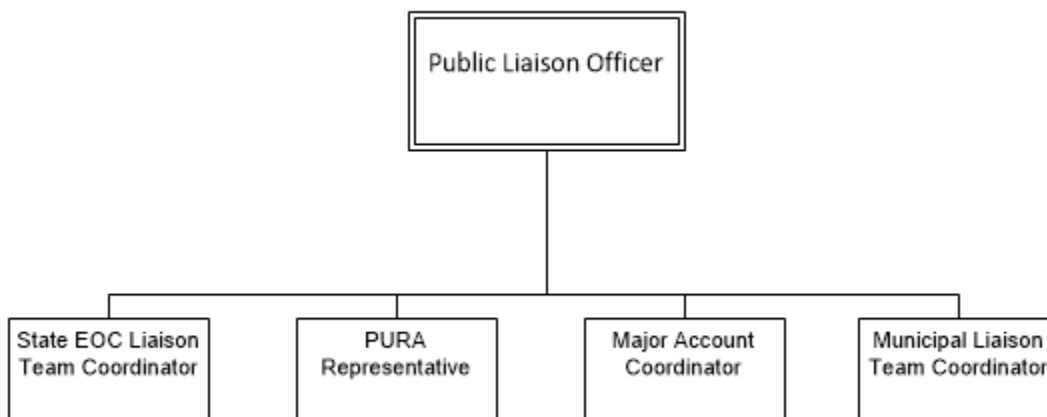 Public Liaison Officer
State EOC Liaison
Team Coordinator
PURA
Representative
Major Account
Coordinator
Municipal Liaison
Team Coordinator